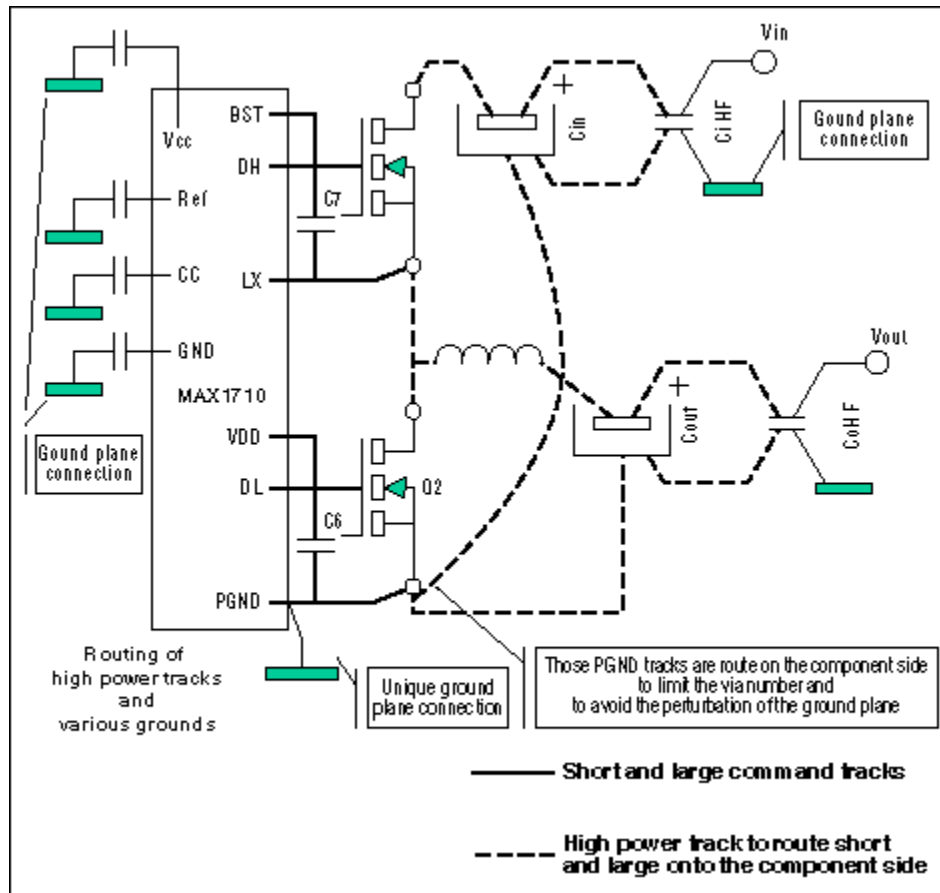 Vin
BST
Vcc
DH
Cin
CiHF
Gound plane
connection
Ref
C7
CC
LX
GND
Vout
MAX1710
VDD
Cout
CoHF
Gound plane
connection
DL
Q2
C6
PGND
Routing of
high power tracks
and
various grounds
Unique ground
plane connection
Those PGND tracks are route on the component side
to limit the via number and
to avoid the perturbation of the ground plane
Short and large command tracks
High power track to route short
and large onto the component side